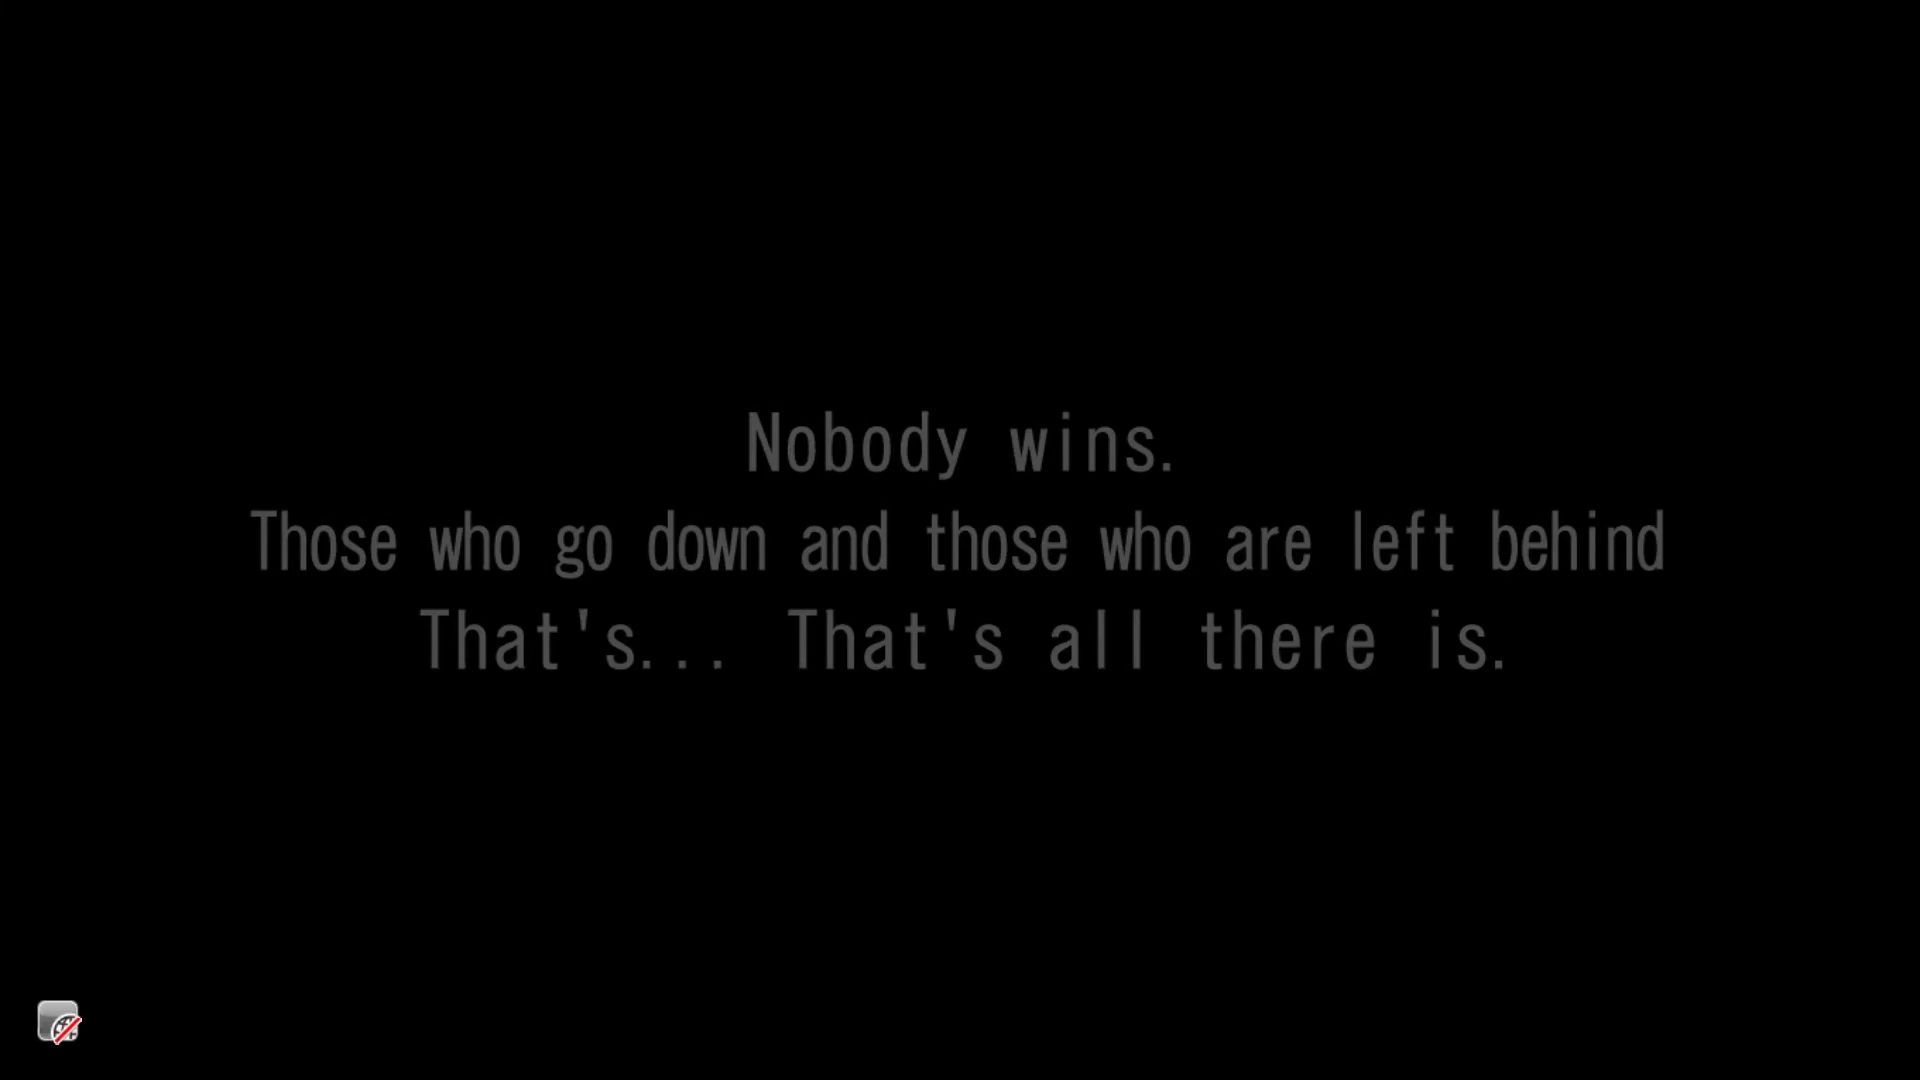 Nobody wins.
Those who go down and those who are left behind
That's... That's all there is.